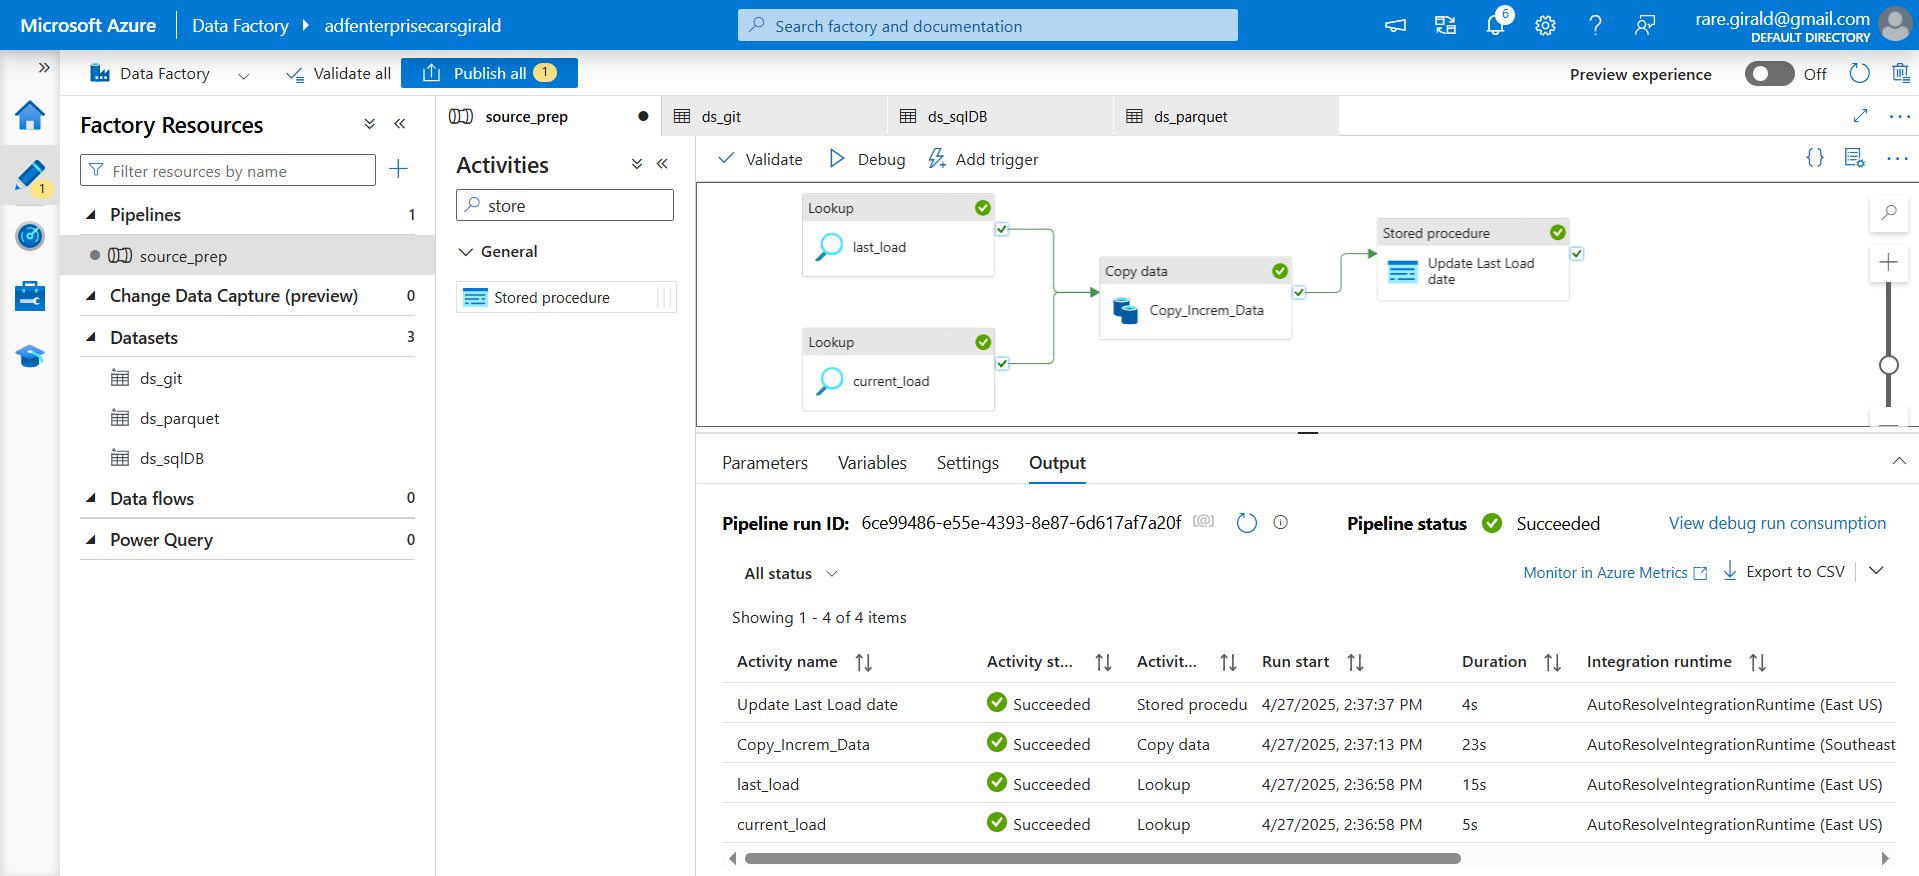 Microsoft Azure
Data Factory
adfenterprisecarsgirald
Search factory and documentation
6
rare.girald@gmail.com
DEFAULT DIRECTORY
Data Factory
Validate all
Publish all 1
Preview experience
Off
1
Factory Resources
Filter resources by name
Pipelines 1
source_prep
Change Data Capture (preview) 0
Datasets 3
ds_git
ds_parquet
ds_sqlDB
Data flows 0
Power Query 0
source_prep
ds_git
ds_sqlDB
ds_parquet
Activities
store
General
Stored procedure
Validate
Debug
Add trigger
Lookup
last_load
Lookup
current_load
Copy data
Copy_Increm_Data
Stored procedure
Update Last Load
date
Parameters
Variables
Settings
Output
Pipeline run ID: 6ce99486-e55e-4393-8e87-6d617af7a20f [@]
Pipeline status Succeeded
View debug run consumption
All status
Monitor in Azure Metrics
Export to CSV
Showing 1 - 4 of 4 items
Activity name Activity st... Activit... Run start Duration Integration runtime
Update Last Load date Succeeded Stored procedu 4/27/2025, 2:37:37 PM 4s AutoResolveIntegrationRuntime (East US)
Copy_Increm_Data Succeeded Copy data 4/27/2025, 2:37:13 PM 23s AutoResolveIntegrationRuntime (Southeast
last_load Succeeded Lookup 4/27/2025, 2:36:58 PM 15s AutoResolveIntegrationRuntime (East US)
current_load Succeeded Lookup 4/27/2025, 2:36:58 PM 5s AutoResolveIntegrationRuntime (East US)